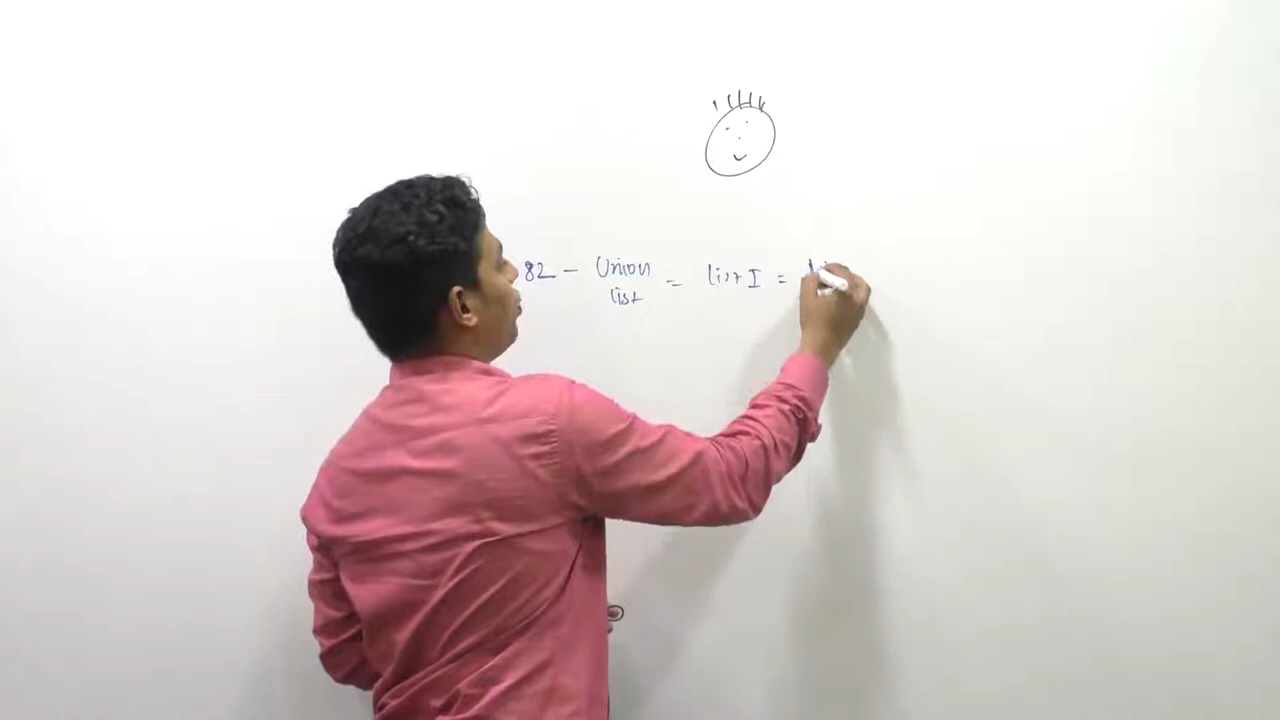 82 - Union list = list I =